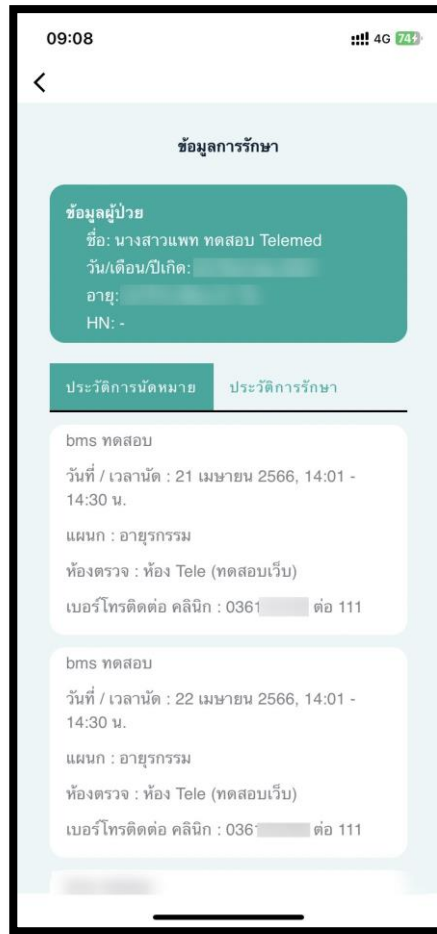 09:08
4G 74
ข้อมูลการรักษา
ข้อมูลผู้ป่วย
ชื่อ: นางสาวแพท ทดสอบ Telemed
วัน/เดือน/ปีเกิด:
อายุ:
HN: -
ประวัติการนัดหมาย ประวัติการรักษา
bms ทดสอบ
วันที่ / เวลานัด : 21 เมษายน 2566, 14:01 -
14:30 น.
แผนก : อายุรกรรม
ห้องตรวจ : ห้อง Tele (ทดสอบเว็บ)
เบอร์โทรติดต่อ คลินิก : 0361 ต่อ 111
bms ทดสอบ
วันที่ / เวลานัด : 22 เมษายน 2566, 14:01 -
14:30 น.
แผนก : อายุรกรรม
ห้องตรวจ : ห้อง Tele (ทดสอบเว็บ)
เบอร์โทรติดต่อ คลินิก : 036 ต่อ 111